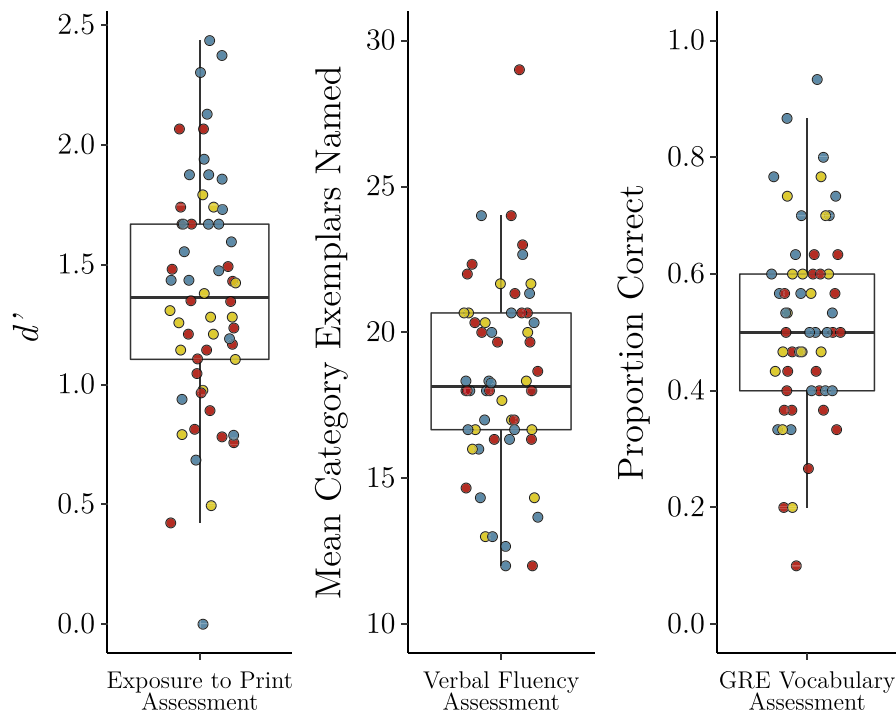 d’
2.5
2.0
1.5
1.0
0.5
0.0
Exposure to Print
Assessment
Mean Category Exemplars Named
30
25
20
15
10
Verbal Fluency
Assessment
Proportion Correct
1.0
0.8
0.6
0.4
0.2
0.0
GRE Vocabulary
Assessment